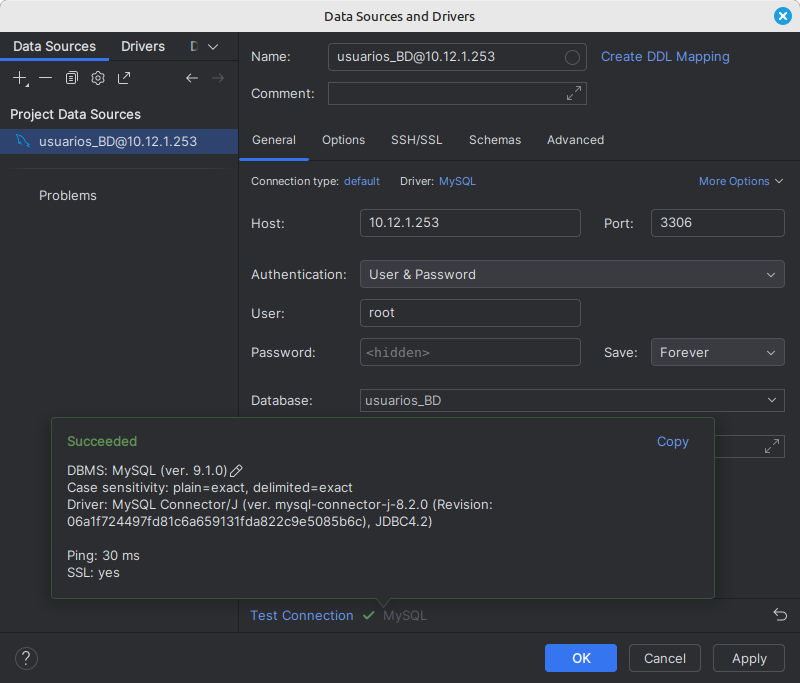 Data Sources and Drivers
Data Sources Drivers D
Project Data Sources
usuarios_BD@10.12.1.253
Problems
Name: usuarios_BD@10.12.1.253 Create DDL Mapping
Comment:
General Options SSH/SSL Schemas Advanced
Connection type: default Driver: MySQL More Options
Host: 10.12.1.253 Port: 3306
Authentication: User & Password
User: root
Password: <hidden> Save: Forever
Database: usuarios_BD
Succeeded Copy
DBMS: MySQL (ver. 9.1.0)
Case sensitivity: plain=exact, delimited=exact
Driver: MySQL Connector/J (ver. mysql-connector-j-8.2.0 (Revision:
06a1f724497fd81c6a659131fda822c9e5085b6c), JDBC4.2)
Ping: 30 ms
SSL: yes
Test Connection MySQL
? OK Cancel Apply